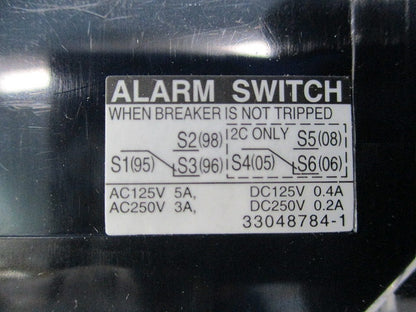 ALARM SWITCH
WHEN BREAKER IS NOT TRIPPED
2C ONLY
S2(98) S5(08)
S1(95) S3(96) S4(05) S6(06)
AC125V 5A, DC125V 0.4A
AC250V 3A, DC250V 0.2A
33048784-1